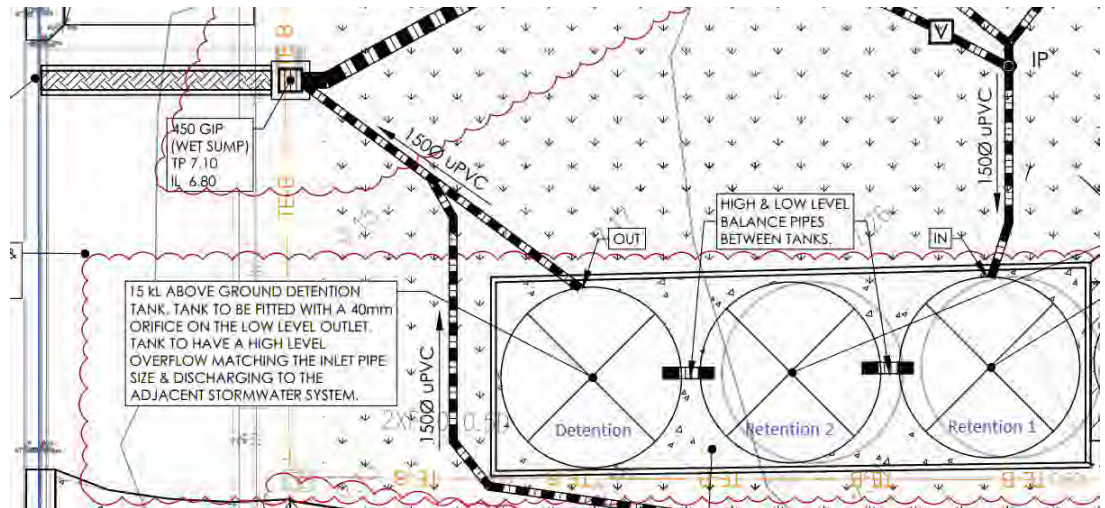 TEB
V
IP
450 GIP
(WET SUMP)
TP 7.10
IL 6.80
TEB
150Ø uPVC
150Ø uPVC
HIGH & LOW LEVEL
BALANCE PIPES
BETWEEN TANKS.
OUT
IN
15 kL ABOVE GROUND DETENTION
TANK. TANK TO BE FITTED WITH A 40mm
ORIFICE ON THE LOW LEVEL OUTLET.
TANK TO HAVE A HIGH LEVEL
OVERFLOW MATCHING THE INLET PIPE
SIZE & DISCHARGING TO THE
ADJACENT STORMWATER SYSTEM.
150Ø uPVC
Detention
Retention 2
Retention 1